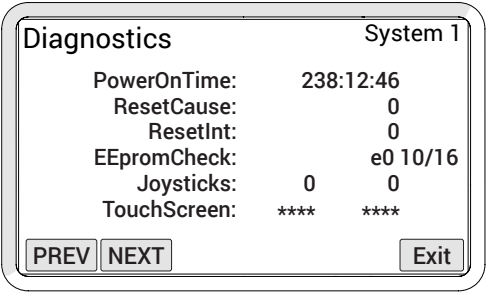 Diagnostics System 1
PowerOnTime: 238:12:46
ResetCause: 0
ResetInt: 0
EEpromCheck: e0 10/16
Joysticks: 0 0
TouchScreen: **** ****
PREV NEXT Exit